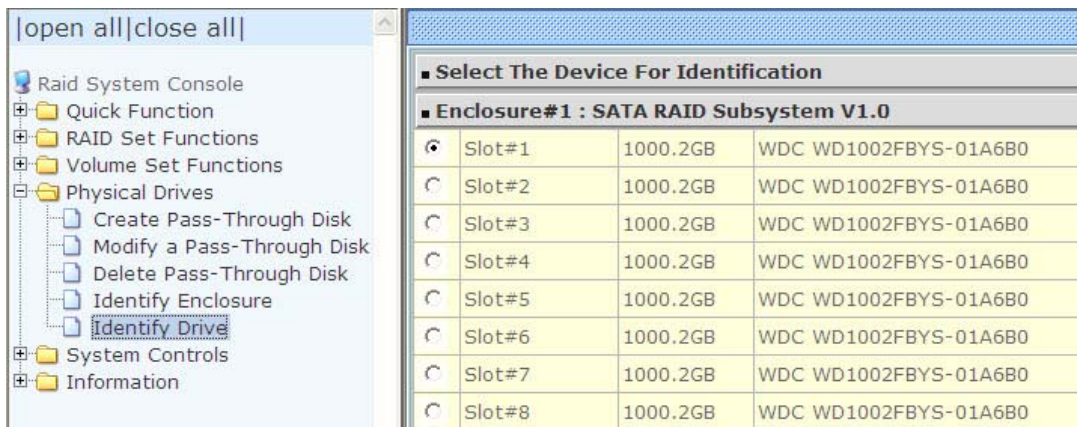 |open all|close all|
Raid System Console
Quick Function
RAID Set Functions
Volume Set Functions
Physical Drives
Create Pass-Through Disk
Modify a Pass-Through Disk
Delete Pass-Through Disk
Identify Enclosure
Identify Drive
System Controls
Information
Select The Device For Identification
Enclosure#1 : SATA RAID Subsystem V1.0
Slot#1 1000.2GB WDC WD1002FBYS-01A6B0
Slot#2 1000.2GB WDC WD1002FBYS-01A6B0
Slot#3 1000.2GB WDC WD1002FBYS-01A6B0
Slot#4 1000.2GB WDC WD1002FBYS-01A6B0
Slot#5 1000.2GB WDC WD1002FBYS-01A6B0
Slot#6 1000.2GB WDC WD1002FBYS-01A6B0
Slot#7 1000.2GB WDC WD1002FBYS-01A6B0
Slot#8 1000.2GB WDC WD1002FBYS-01A6B0